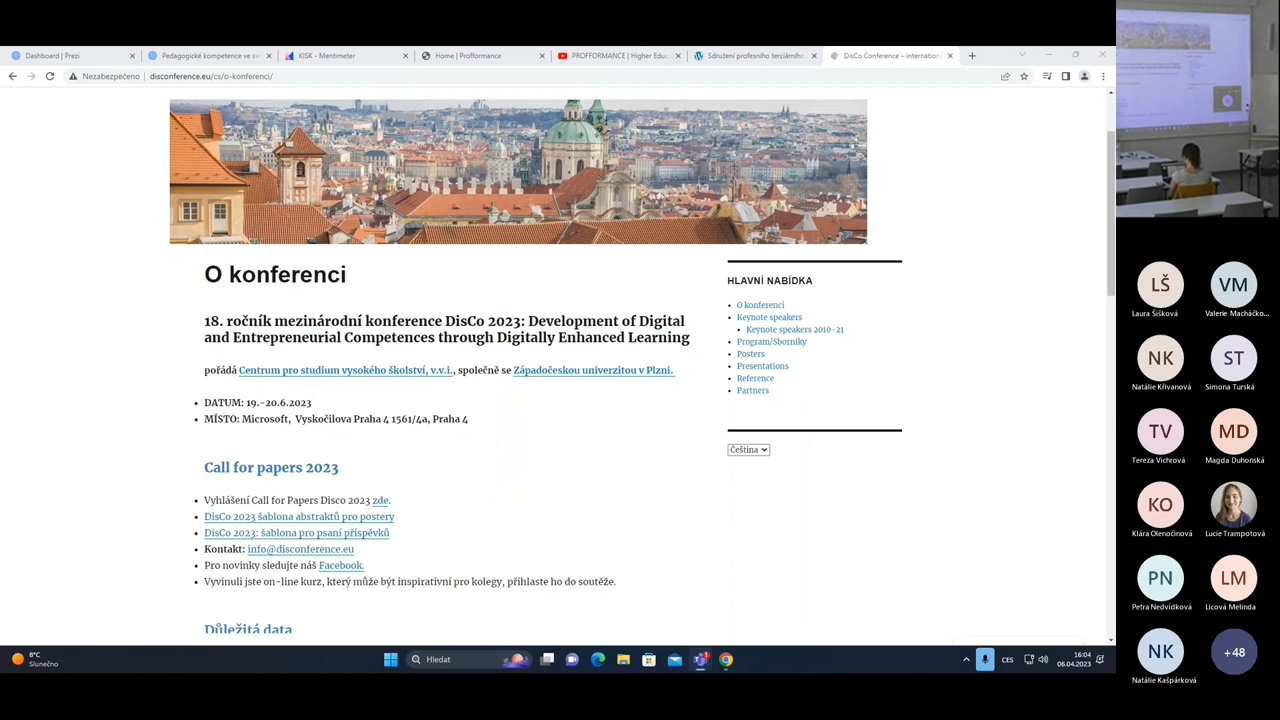 Dashboard | Prezi
Pedagogické kompetence ve sv
KISK - Mentimeter
Home | Profformance
PROFFORMANCE | Higher Educ
Sdružení profesního terciárního
DisCo Conference – internation
Nezabezpečeno
disconference.eu/cs/o-konferenci/
O konferenci
18. ročník mezinárodní konference DisCo 2023: Development of Digital
and Entrepreneurial Competences through Digitally Enhanced Learning
pořádá Centrum pro studium vysokého školství, v.v.i., společně se Západočeskou univerzitou v Plzni.
DATUM: 19.-20.6.2023
MÍSTO: Microsoft, Vyskočilova Praha 4 1561/4a, Praha 4
Call for papers 2023
Vyhlášení Call for Papers Disco 2023 zde.
DisCo 2023 šablona abstraktů pro postery
DisCo 2023: šablona pro psaní příspěvků
Kontakt: info@disconference.eu
Pro novinky sledujte náš Facebook.
Vyvinuli jste on-line kurz, který může být inspirativní pro kolegy, přihlaste ho do soutěže.
Důležitá data
HLAVNÍ NABÍDKA
O konferenci
Keynote speakers
Keynote speakers 2010-21
Program/Sborníky
Posters
Presentations
Reference
Partners
Čeština
8°C
Slunečno
Hledat
CES
16:04
06.04.2023
LŠ
Laura Šišková
VM
Valerie Macháčko...
NK
Natálie Křivanová
ST
Simona Turská
TV
Tereza Vichrová
MD
Magda Duhonská
KO
Klára Olenočinová
Lucie Trampotová
PN
Petra Nedvídková
LM
Licová Melinda
NK
Natálie Kašpárková
+48